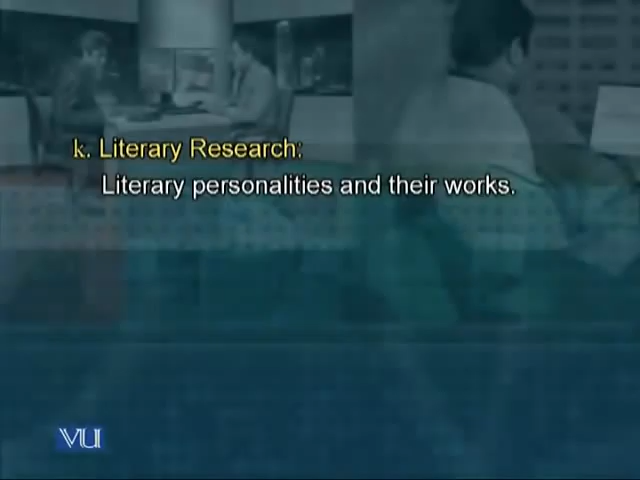 k. Literary Research:
Literary personalities and their works.
VU